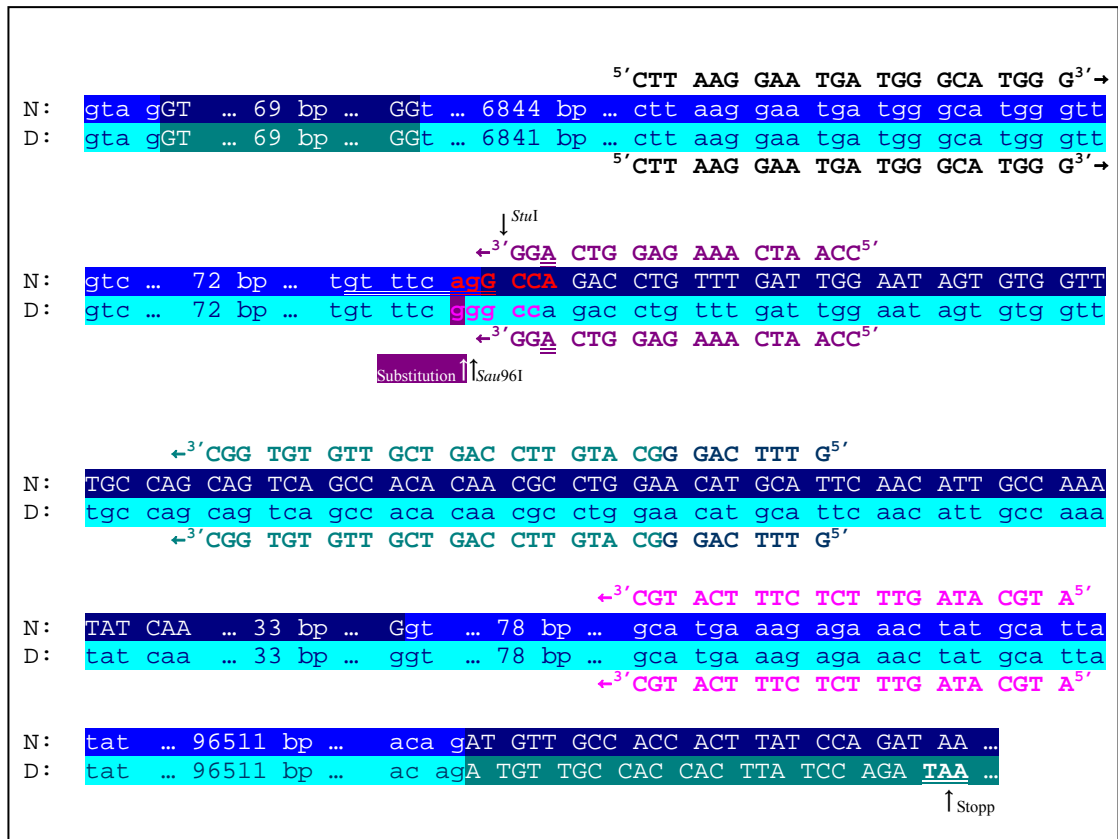 5'CTT AAG GAA TGA TGG GCA TGG G3'→
N: gta gGT … 69 bp … GGt … 6844 bp … ctt aag gaa tga tgg gca tgg gtt
D: gta gGT … 69 bp … GGt … 6841 bp … ctt aag gaa tga tgg gca tgg gtt
5'CTT AAG GAA TGA TGG GCA TGG G3'→
↓StuI
←3'GGA CTGG GAG AAA CTA ACC5'
N: gtc … 72 bp … tgt ttc agG CCA GAC CTG TTT GAT TGG AAT AGT GTG GTT
D: gtc … 72 bp … tgt ttc ggg cca gac ctg ttt gat tgg aat agt gtg gtt
←3'GGA CTGG GAG AAA CTA ACC5'
Substitution↑ ↑Sau96I
←3'CGG TGT GTT GCT GACC CTT GTA CGG GACT TTT G5'
N: TGC CAG CAG TCA GCC ACA CAA CGC CTG GAA CAT GCA TTC AAC ATT GCC AAA
D: tgc cag cag tca gcc aca caa cgc ctg gaa cat gca ttc aac att gcc aaa
←3'CGG TGT GTT GCT GACC CTT GTA CGG GACT TTT G5'
←3'CGT ACT TTC TCT TTG ATA CGT A5'
N: TAT CAA … 33 bp … Ggt … 78 bp … gca tga aag aga aac tat gca tta
D: tat caa … 33 bp … ggt … 78 bp … gca tga aag aga aac tat gca tta
←3'CGT ACT TTC TCT TTG ATA CGT A5'
N: tat … 96511 bp … aca gAT GTT GCC ACC ACT TAT CCA GAT AA …
D: tat … 96511 bp … ac agA TGT TGC CAC CAC TTA TCC AGA TAA …
↑Stopp